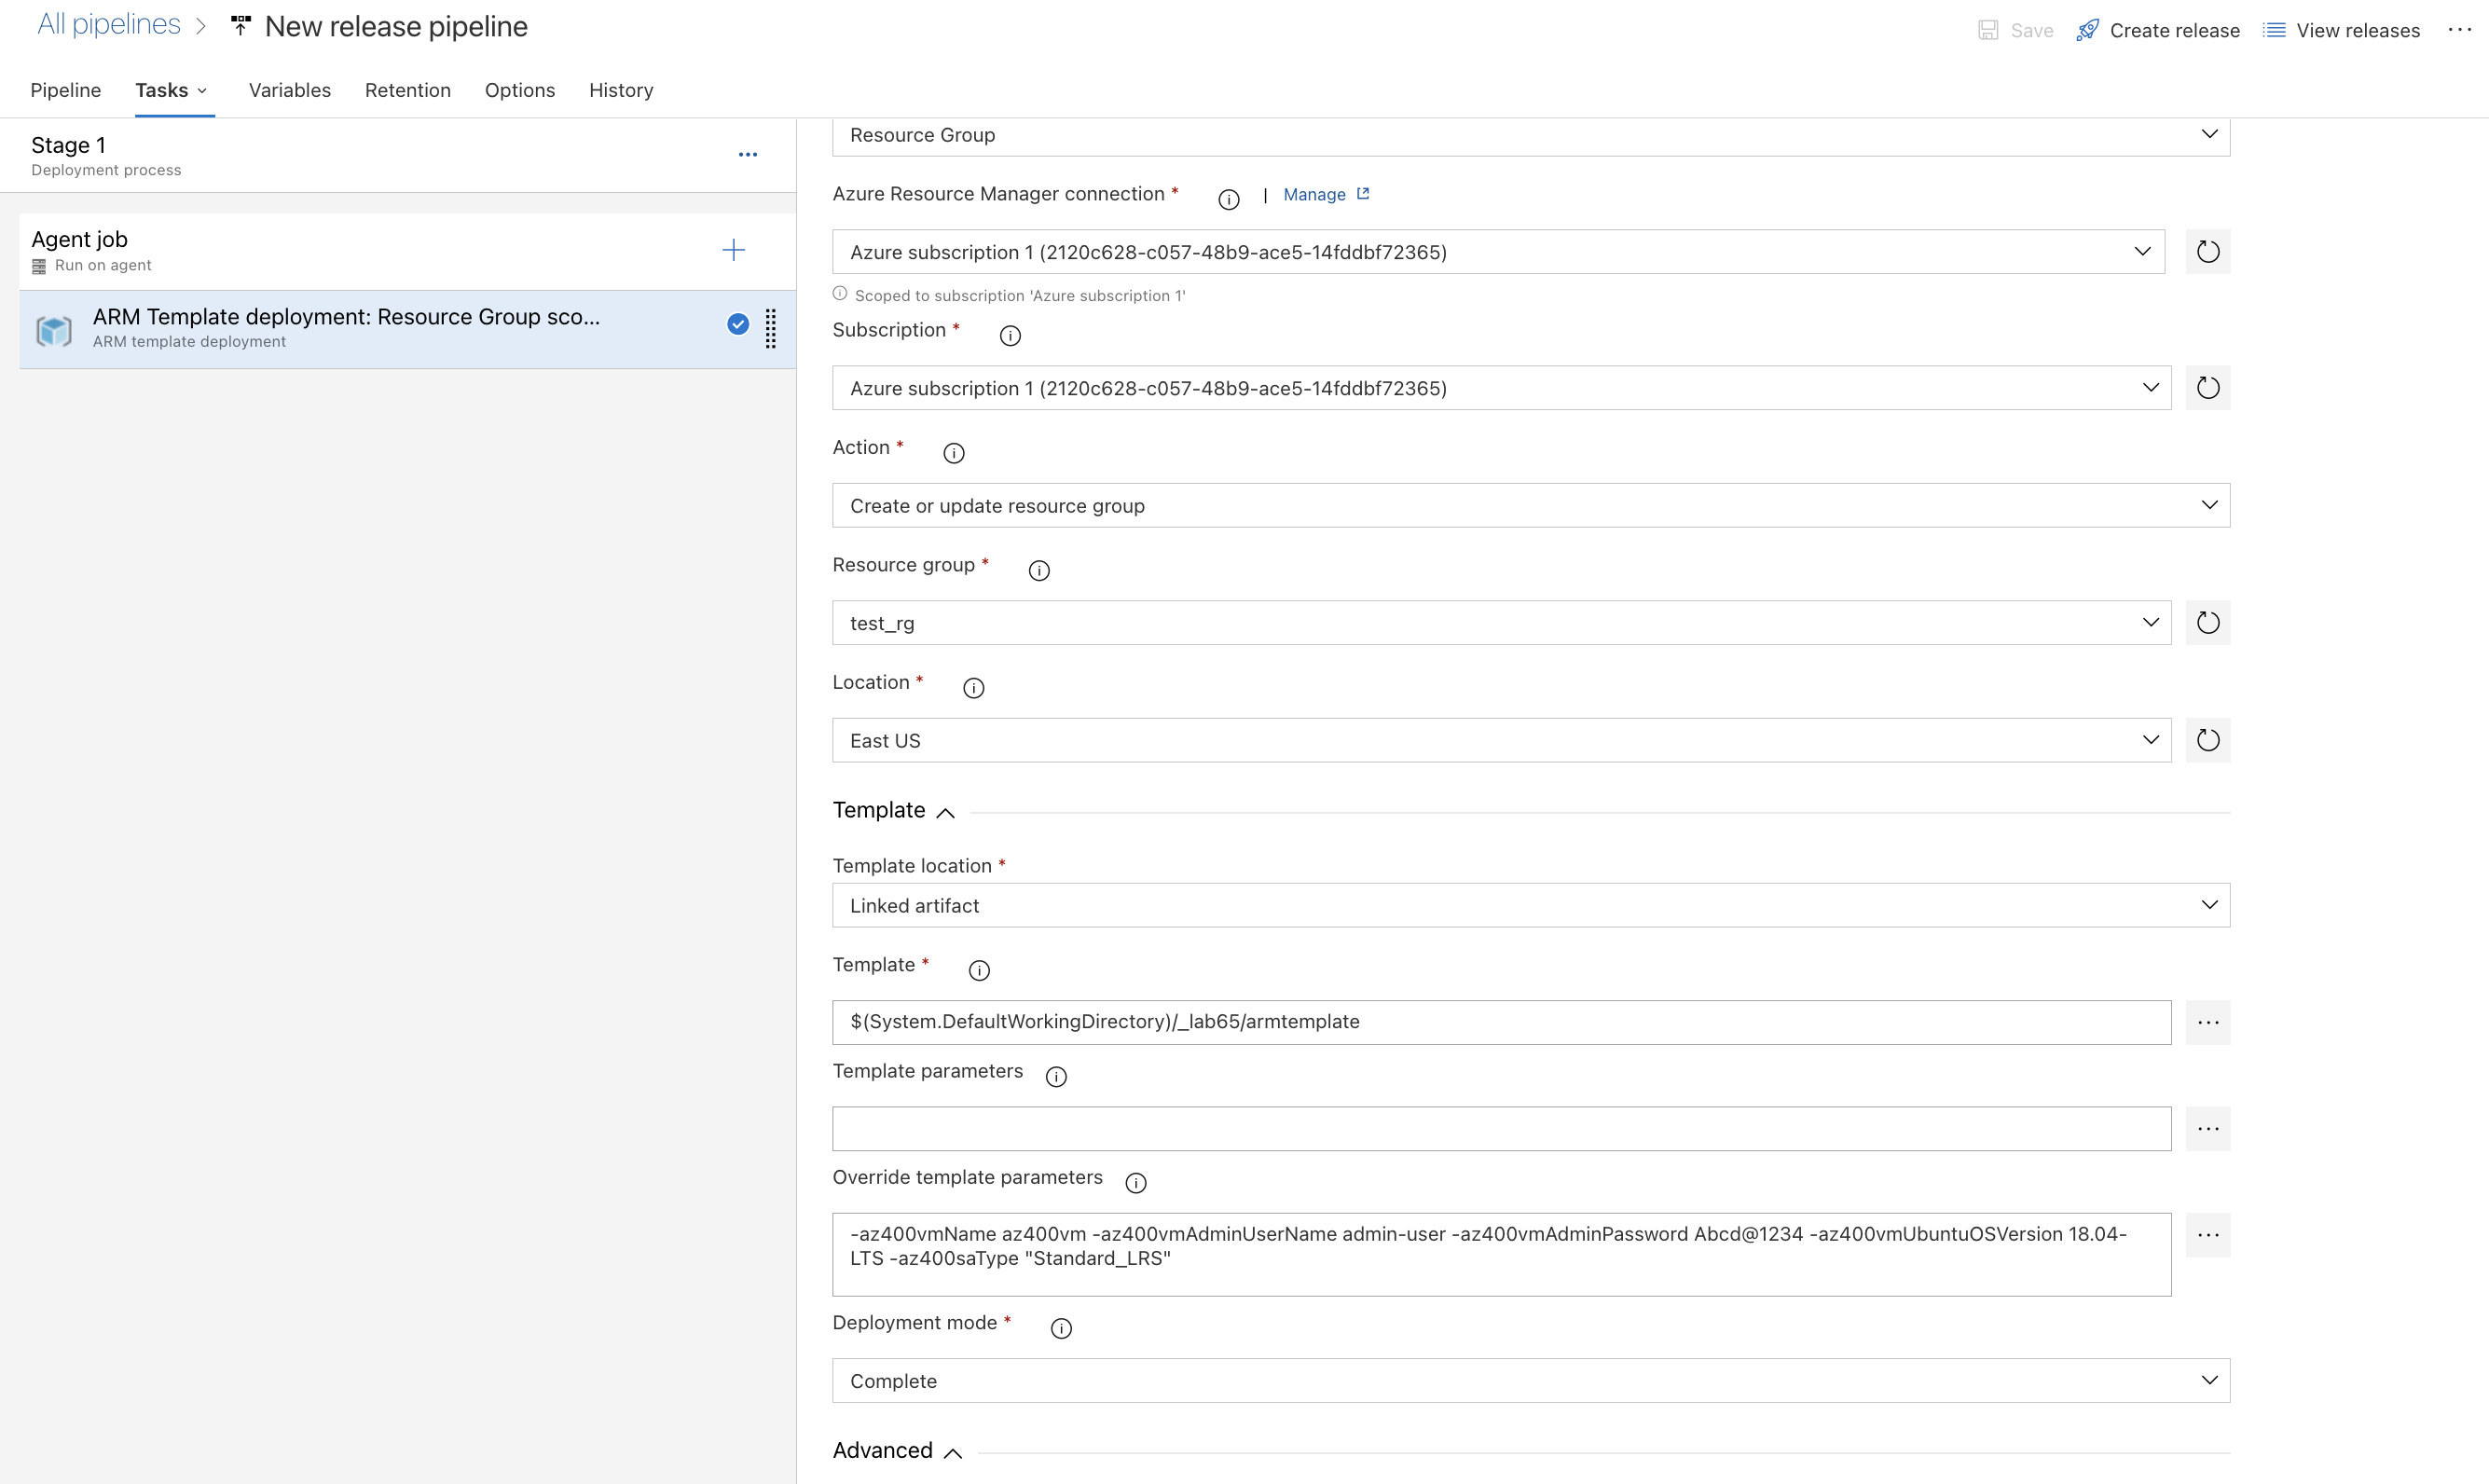 All pipelines > New release pipeline
Save Create release View releases ...
Pipeline Tasks Variables Retention Options History
Stage 1
Deployment process
Agent job
Run on agent
ARM Template deployment: Resource Group sco...
ARM template deployment
Resource Group
Azure Resource Manager connection * | Manage
Azure subscription 1 (2120c628-c057-48b9-ace5-14fddbf72365)
Scoped to subscription 'Azure subscription 1'
Subscription *
Azure subscription 1 (2120c628-c057-48b9-ace5-14fddbf72365)
Action *
Create or update resource group
Resource group *
test_rg
Location *
East US
Template
Template location *
Linked artifact
Template *
$(System.DefaultWorkingDirectory)/_lab65/armtemplate
Template parameters
Override template parameters
-az400vmName az400vm -az400vmAdminUserName admin-user -az400vmAdminPassword Abcd@1234 -az400vmUbuntuOSVersion 18.04-
LTS -az400saType "Standard_LRS"
Deployment mode *
Complete
Advanced